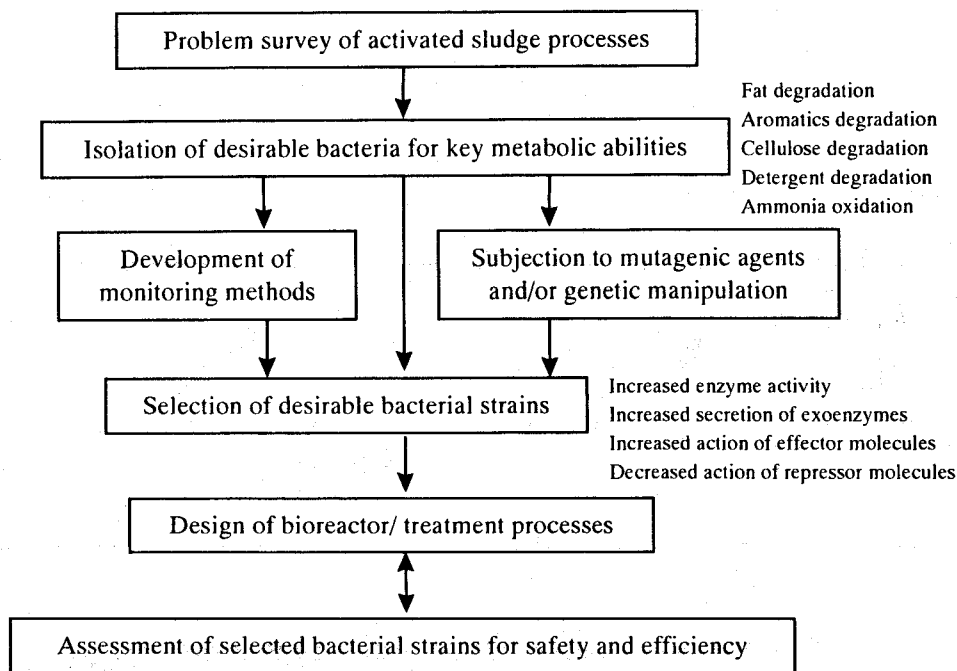 Problem survey of activated sludge processes
Fat degradation
Aromatics degradation
Isolation of desirable bacteria for key metabolic abilities
Cellulose degradation
Detergent degradation
Ammonia oxidation
Development of
monitoring methods
Subjection to mutagenic agents
and/or genetic manipulation
Selection of desirable bacterial strains
Increased enzyme activity
Increased secretion of exoenzymes
Increased action of effector molecules
Decreased action of repressor molecules
Design of bioreactor/ treatment processes
Assessment of selected bacterial strains for safety and efficiency